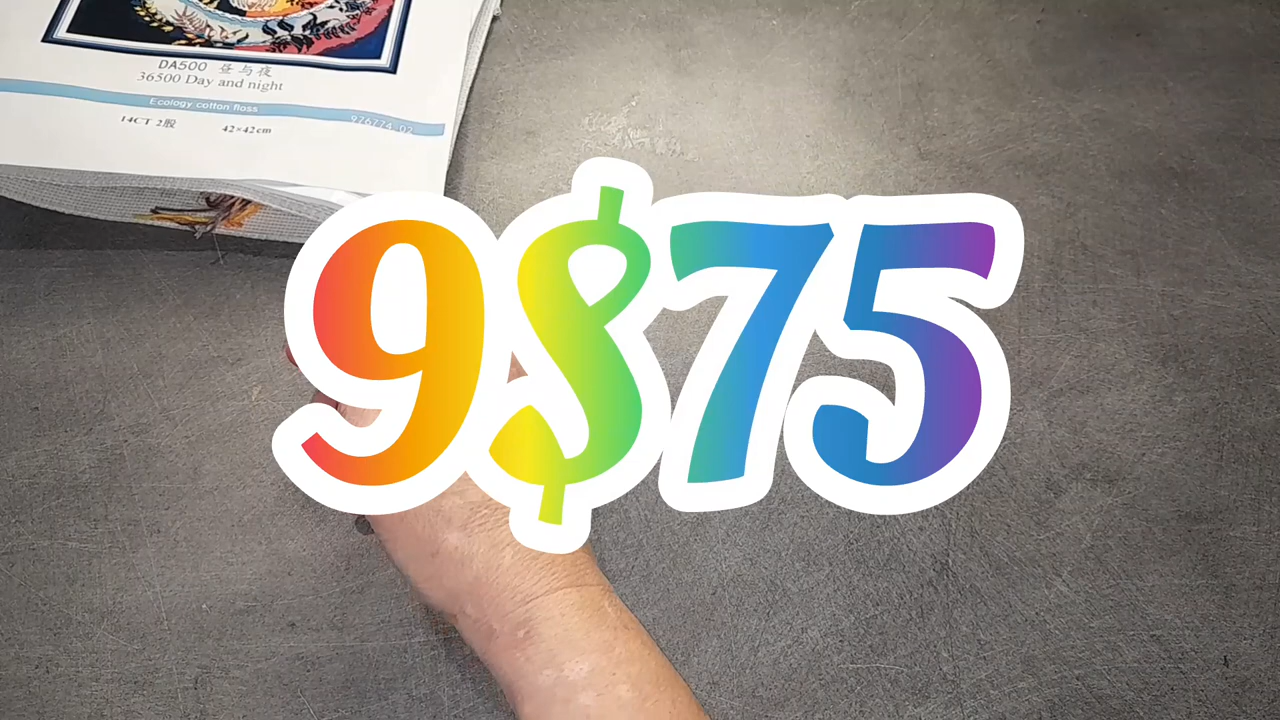 DA500 昼与夜
36500 Day and night
Ecology cotton floss
976774.02
14CT 2股 42×42cm
9$75